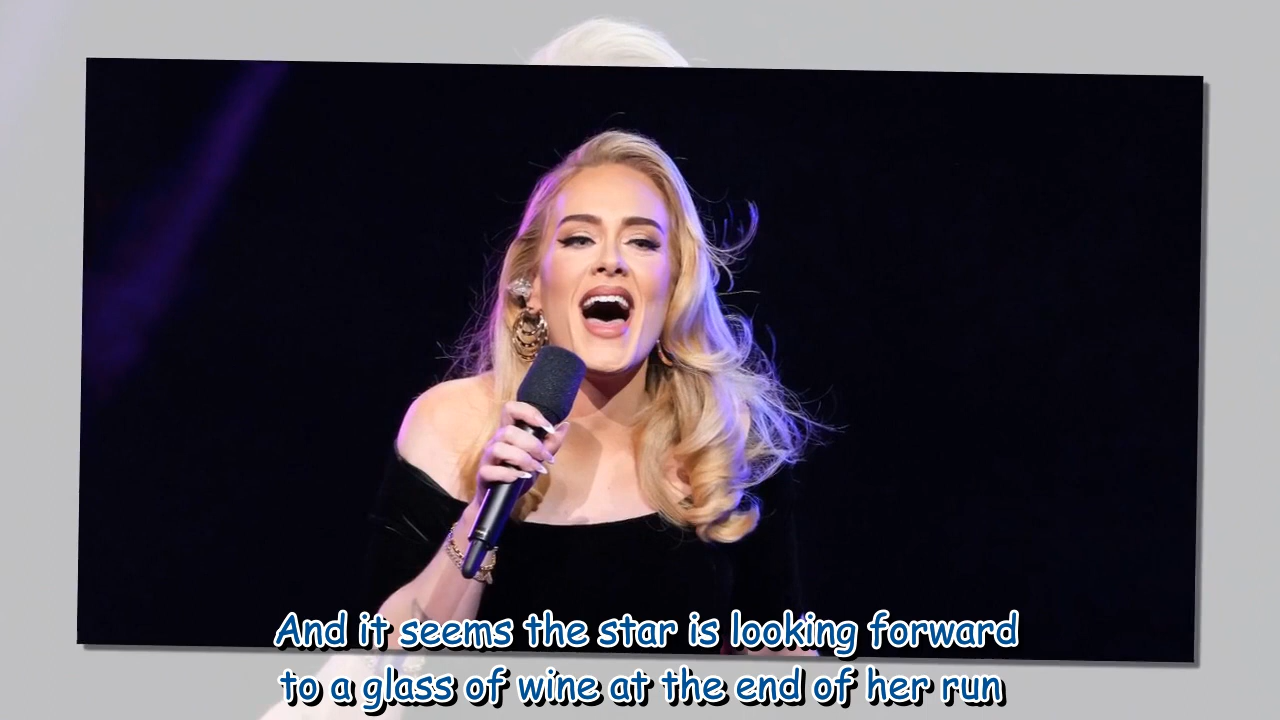 And it seems the star is looking forward
to a glass of wine at the end of her run